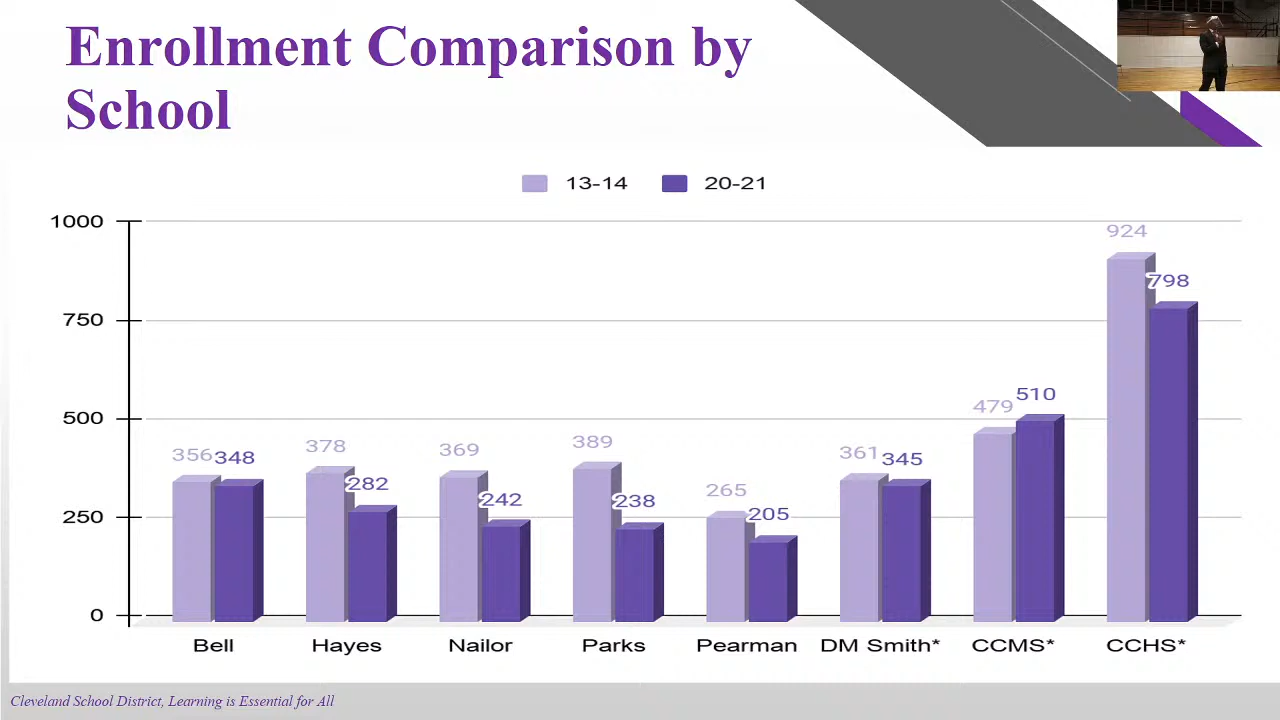 Enrollment Comparison by
School
13-14 20-21
1000
750
500
250
0
356 348 378 282 369 242 389 238 265 205 361 345 479 510 924 798
Bell Hayes Nailor Parks Pearman DM Smith* CCMS* CCHS*
Cleveland School District, Learning is Essential for All